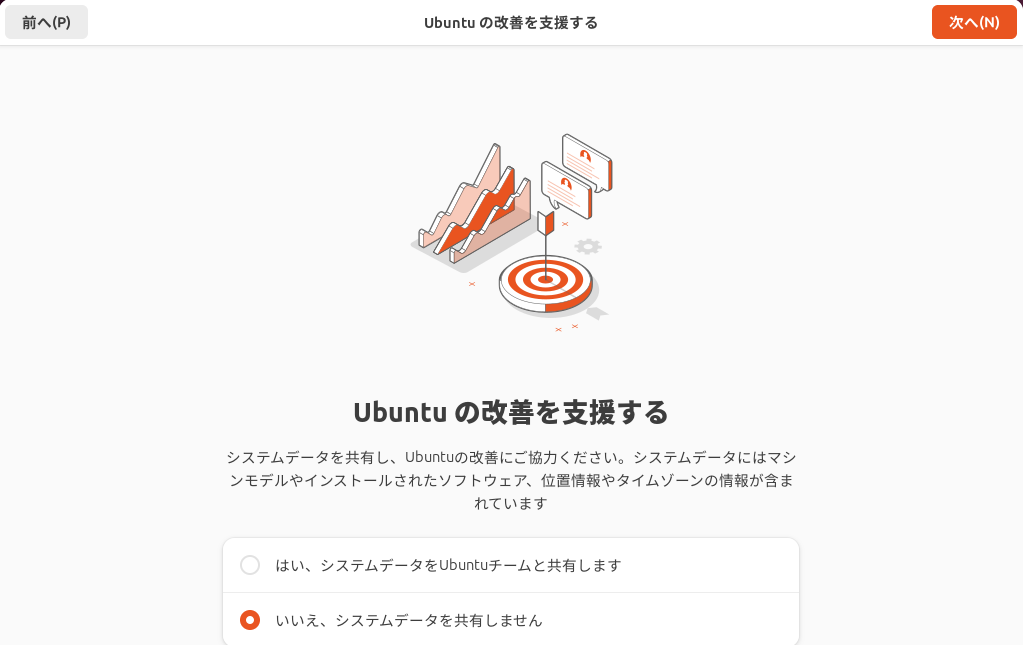 前へ(P)
Ubuntu の改善を支援する
次へ(N)
Ubuntu の改善を支援する
システムデータを共有し、Ubuntuの改善にご協力ください。システムデータにはマシ
ンモデルやインストールされたソフトウェア、位置情報やタイムゾーンの情報が含ま
れています
はい、システムデータをUbuntuチームと共有します
いいえ、システムデータを共有しません